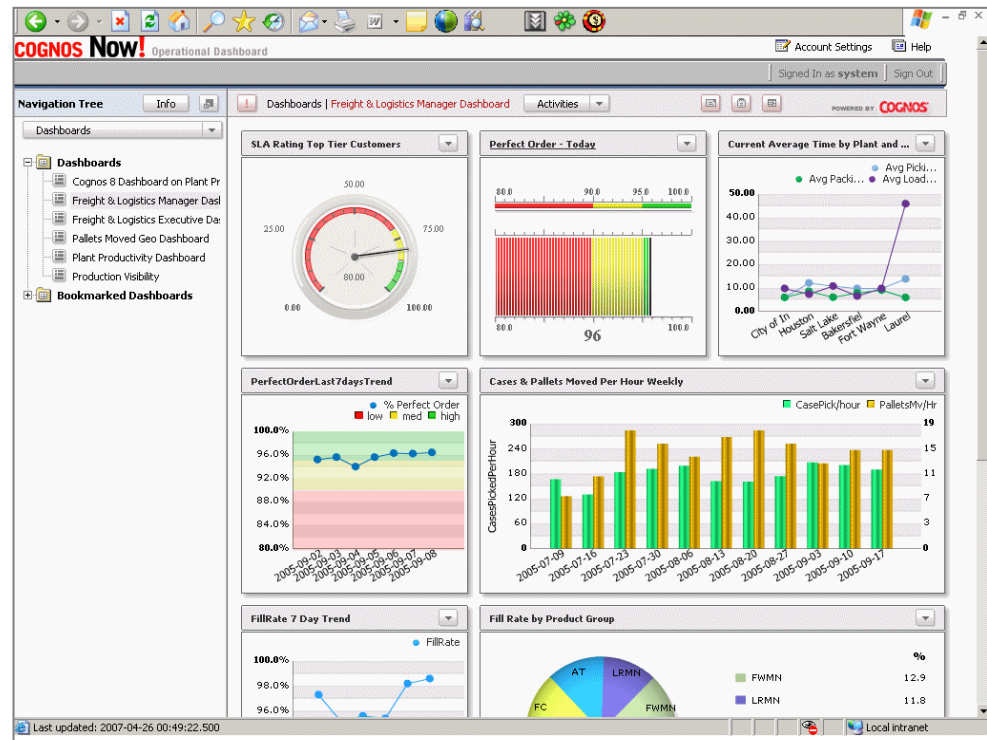 COGNOS NOW! Operational Dashboard
Account Settings Help
Signed In as system Sign Out
Navigation Tree Info
Dashboards | Freight & Logistics Manager Dashboard Activities
POWERED BY COGNOS
Dashboards
Dashboards
Cognos 8 Dashboard on Plant Pr
Freight & Logistics Manager Dasl
Freight & Logistics Executive Da
Pallets Moved Geo Dashboard
Plant Productivity Dashboard
Production Visibility
Bookmarked Dashboards
SLA Rating Top Tier Customers
50.00
25.00 75.00
80.00
0.00 100.00
Perfect Order - Today
80.0 90.0 95.0 100.0
80.0 100.0
96
Current Average Time by Plant and ...
Avg Picki...
Avg Packi... Avg Load...
50.00
40.00
30.00
20.00
10.00
0.00
City of In Houston Salt Lake Bakersfiel Fort Wayne Laurel
PerfectOrderLast7daysTrend
% Perfect Order
low med high
100.0%
96.0%
92.0%
88.0%
84.0%
80.0%
2005-09-02 2005-09-03 2005-09-04 2005-09-05 2005-09-06 2005-09-07 2005-09-08
Cases & Pallets Moved Per Hour Weekly
CasePick/hour PalletsMv/Hr
CasesPickedPerHour
300 19
240 15
180 11
120 7
60 3
0 0
2005-07-09 2005-07-16 2005-07-23 2005-07-30 2005-08-06 2005-08-13 2005-08-20 2005-08-27 2005-09-03 2005-09-10 2005-09-17
FillRate 7 Day Trend
FillRate
100.0%
98.0%
96.0%
Fill Rate by Product Group
AT LRMN
FC FWMN
%
FWMN 12.9
LRMN 11.8
Last updated: 2007-04-26 00:49:22.500
Local intranet